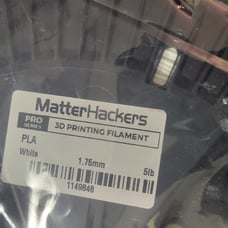 MatterHackers
PRO SERIES 3D PRINTING FILAMENT
PLA
White 1.75mm 5lb
1149646